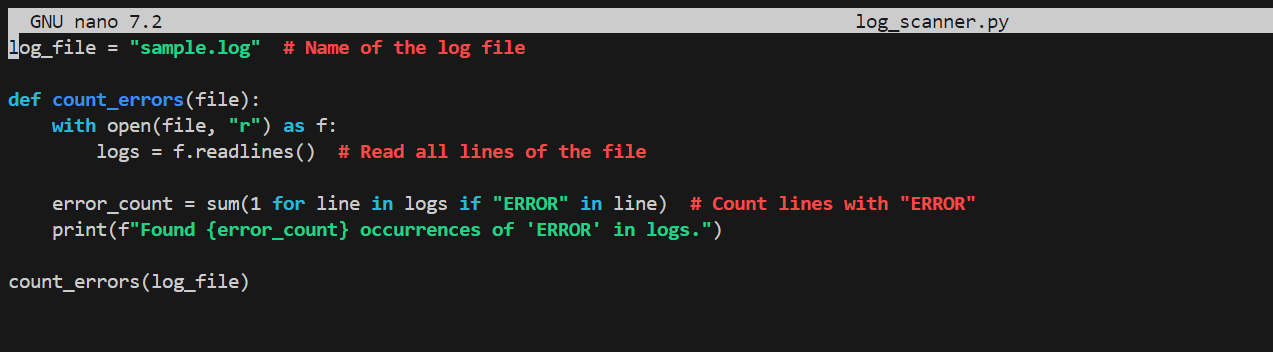 GNU nano 7.2 log_scanner.py
log_file = "sample.log"  # Name of the log file
def count_errors(file):
    with open(file, "r") as f:
        logs = f.readlines()  # Read all lines of the file
    error_count = sum(1 for line in logs if "ERROR" in line)  # Count lines with "ERROR"
    print(f"Found {error_count} occurrences of 'ERROR' in logs.")
count_errors(log_file)